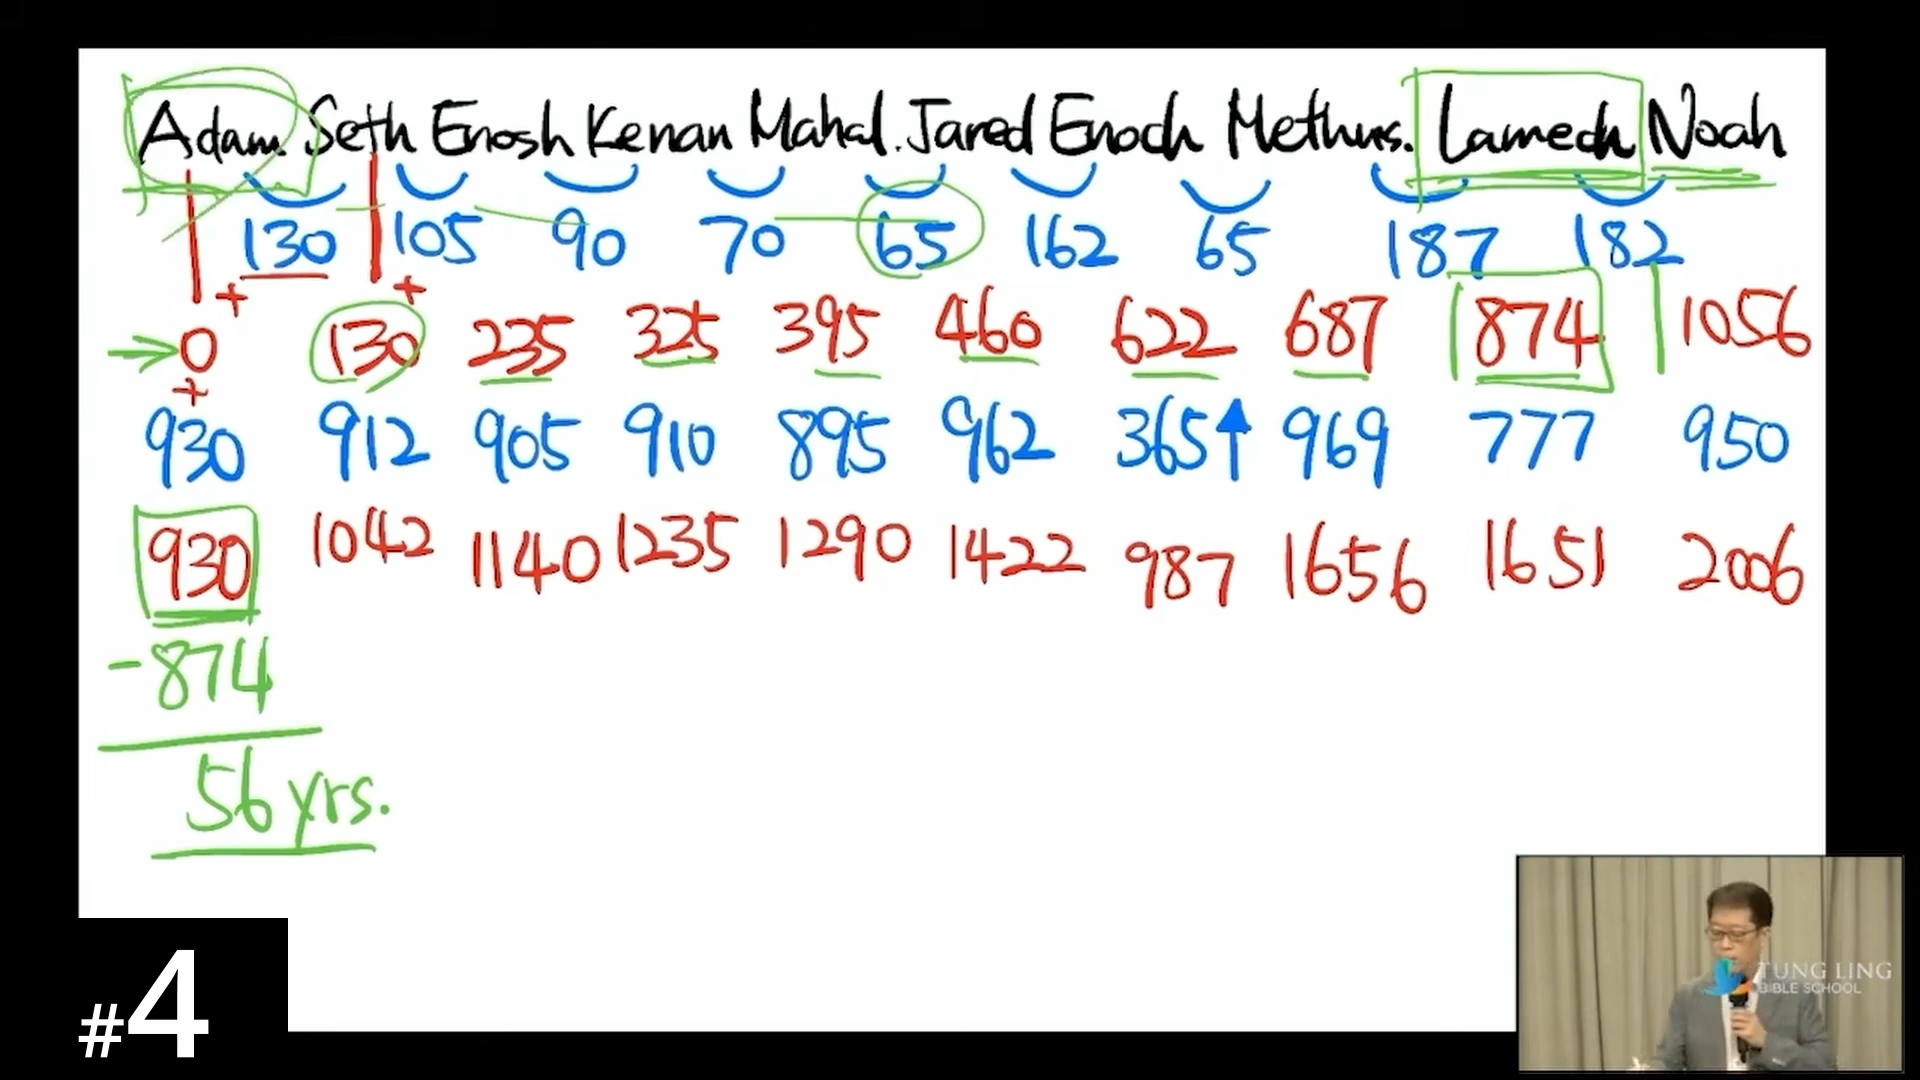 Adam Seth Enosh Kenan Mahal. Jared Enoch Methus. Lamech Noah
130 105 90 70 65 162 65 187 182
+ +
→0 130 235 325 395 460 622 687 874 1056
+
930 912 905 910 895 962 365↑ 969 777 950
930 1042 1140 1235 1290 1422 987 1656 1651 2006
-874
56 yrs.
#4
TUNG LING
BIBLE SCHOOL